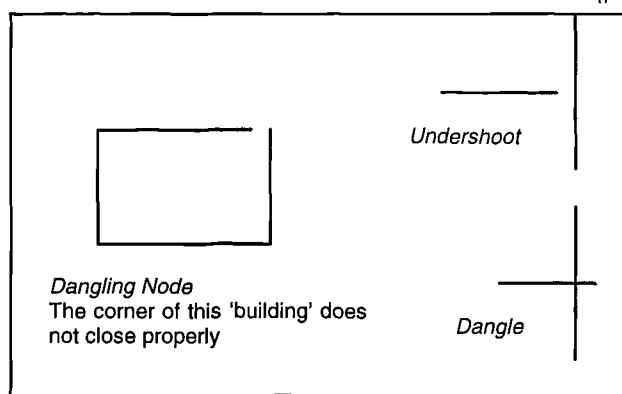 Undershoot
Dangling Node
The corner of this 'building' does
not close properly
Dangle